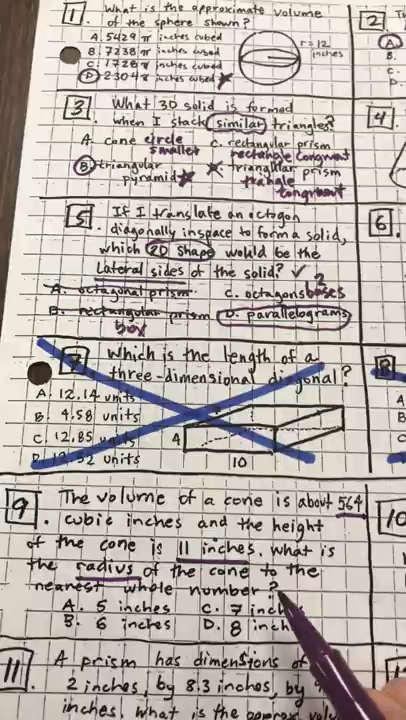 1
What is the approximate volume
of the sphere shown?
A. 5429 π inches cubed
B. 7238 π inches cubed
C. 1728 π inches cubed
D. 2304 π inches cubed
r=12
inches
2
A
B.
C.
D.
3
What 3D solid is formed
when I stack similar triangles?
A. cone circle
smaller
C. rectangular prism
rectangle congruent
B. triangular
pyramid
triangular prism
triangle
congruent
4
5
If I translate an octogon
diagonally in space to form a solid,
which 2D shape would be the
lateral sides of the solid?
2
A. octagonal prism
C. octagons bases
B. rectangular prism
D. parallelograms
box
6
7
Which is the length of a
three-dimensional diagonal?
A. 12.14 units
B. 4.58 units
C. 12.85 units
D. units
4
10
8
A
B
C
9
The volume of a cone is about 564
cubic inches and the height
of the cone is 11 inches. What is
the radius of the cone to the
nearest whole number?
A. 5 inches C. 7 inch
B. 6 inches D. 8 inch
10
11
A prism has dimensions of
2 inches, by 8.3 inches, by
inches. What is the approx